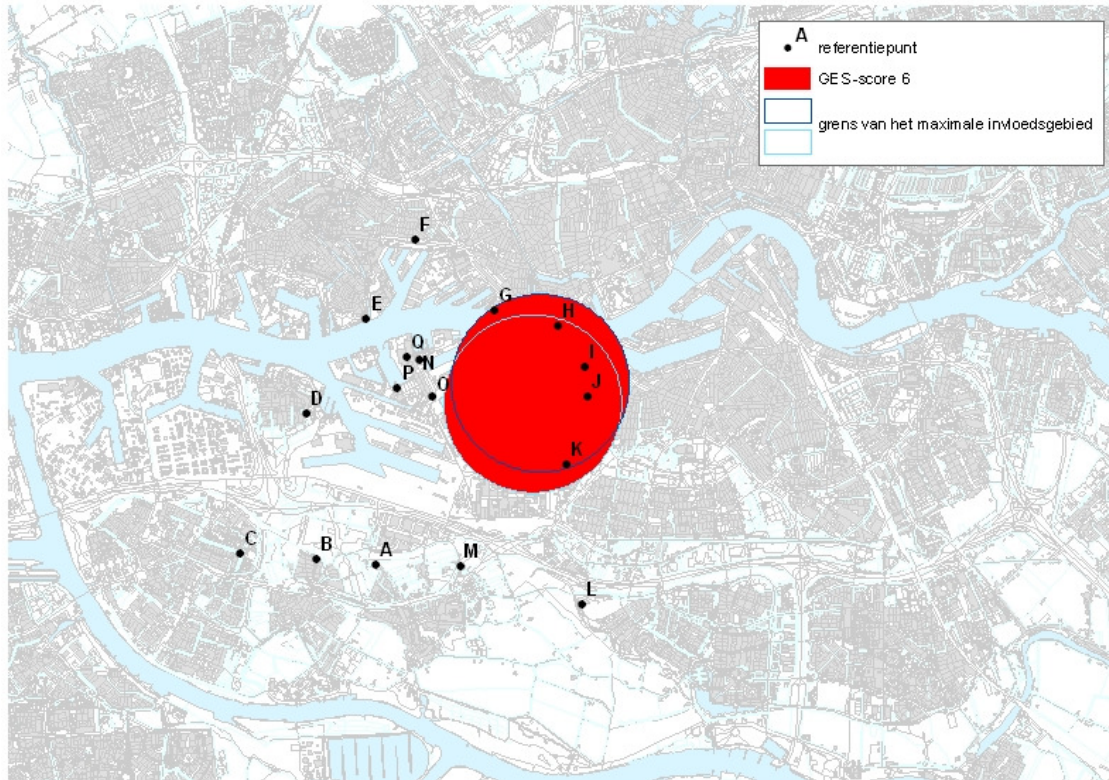 A
referentiepunt
GES-score 6
grens van het maximale invloedsgebied
F
G
E
H
Q
N
I
P
O
J
D
K
C
B
A
M
L